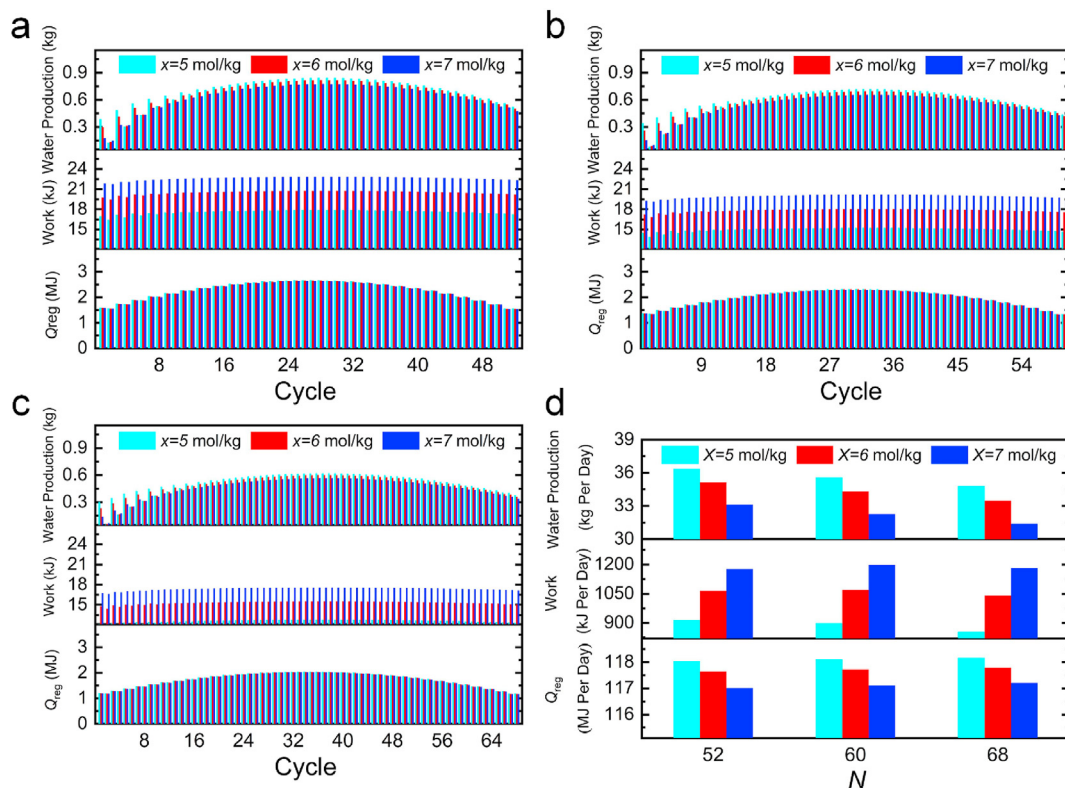 a
Water Production (kg)
x=5 mol/kg x=6 mol/kg x=7 mol/kg
0.9
0.6
0.3
Work (kJ)
24
21
18
15
Qreg (MJ)
3
2
1
0
8 16 24 32 40 48
Cycle
b
Water Production (kg)
x=5 mol/kg x=6 mol/kg x=7 mol/kg
0.9
0.6
0.3
Work (kJ)
24
21
18
15
Qreg (MJ)
3
2
1
0
9 18 27 36 45 54
Cycle
c
Water Production (kg)
x=5 mol/kg x=6 mol/kg x=7 mol/kg
0.9
0.6
0.3
Work (kJ)
24
21
18
15
Qreg (MJ)
3
2
1
0
8 16 24 32 40 48 56 64
Cycle
d
Water Production
(kg Per Day)
X=5 mol/kg X=6 mol/kg X=7 mol/kg
39
36
33
30
Work
(kJ Per Day)
1200
900
Qreg
(MJ Per Day)
118
117
116
52 60 68
N